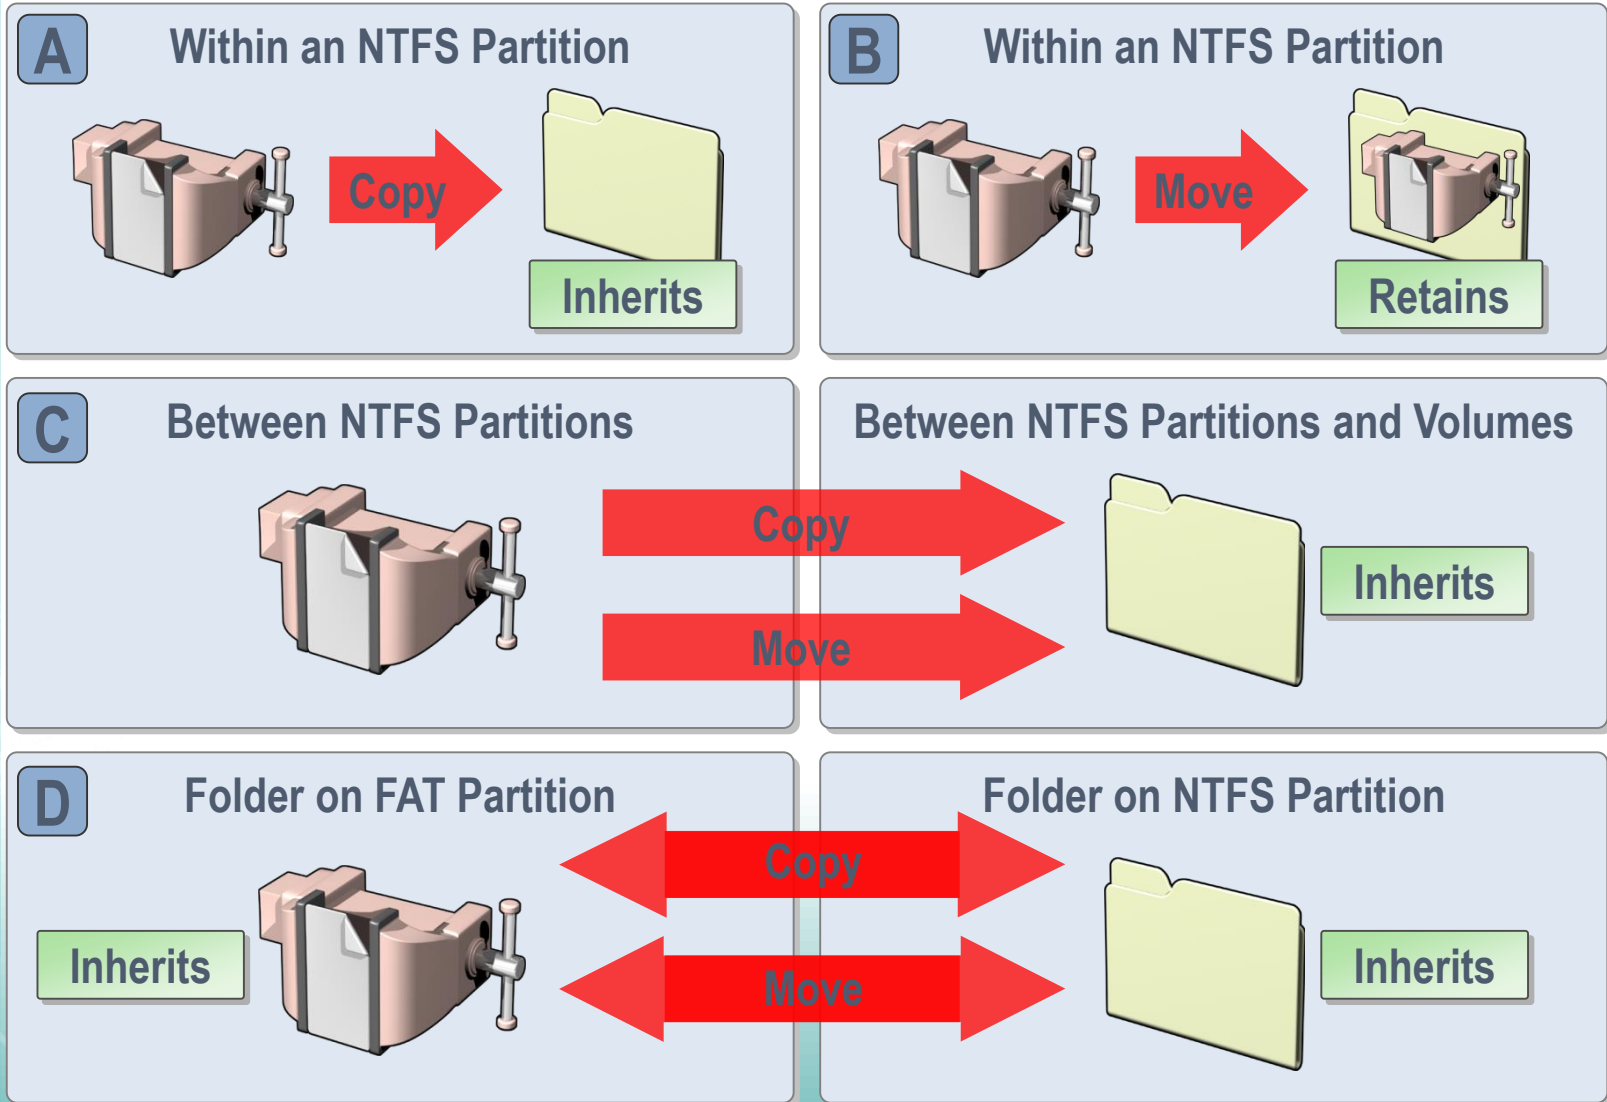 A
Within an NTFS Partition
Copy
Inherits
B
Within an NTFS Partition
Move
Retains
C
Between NTFS Partitions
Between NTFS Partitions and Volumes
Copy
Move
Inherits
D
Folder on FAT Partition
Folder on NTFS Partition
Copy
Inherits
Move
Inherits